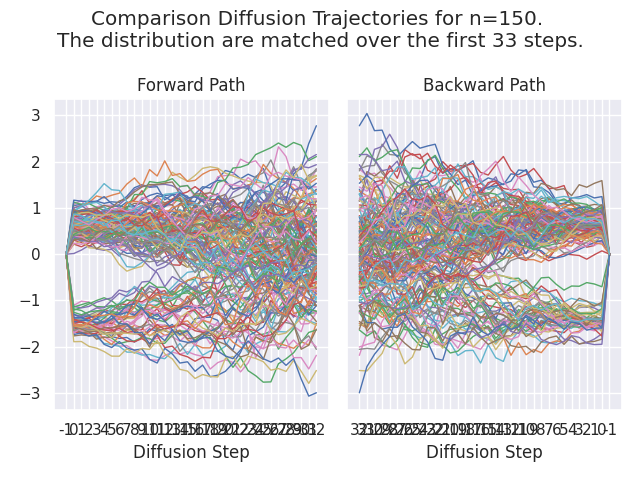 Comparison Diffusion Trajectories for n=150.
The distribution are matched over the first 33 steps.
Forward Path
Backward Path
3
2
1
0
−1
−2
−3
Diffusion Step
Diffusion Step